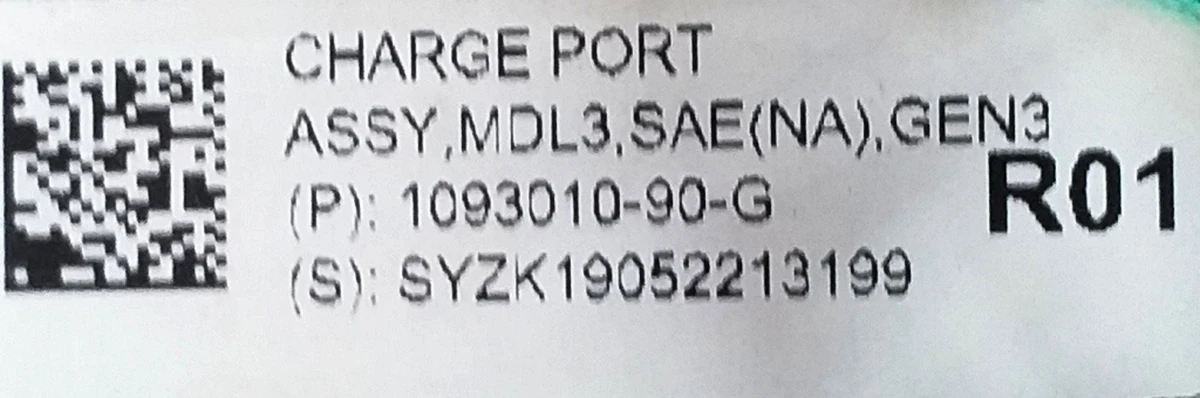 CHARGE PORT
ASSY,MDL3,SAE(NA),GEN3
R01
(P): 1093010-90-G
(S): SYZK19052213199